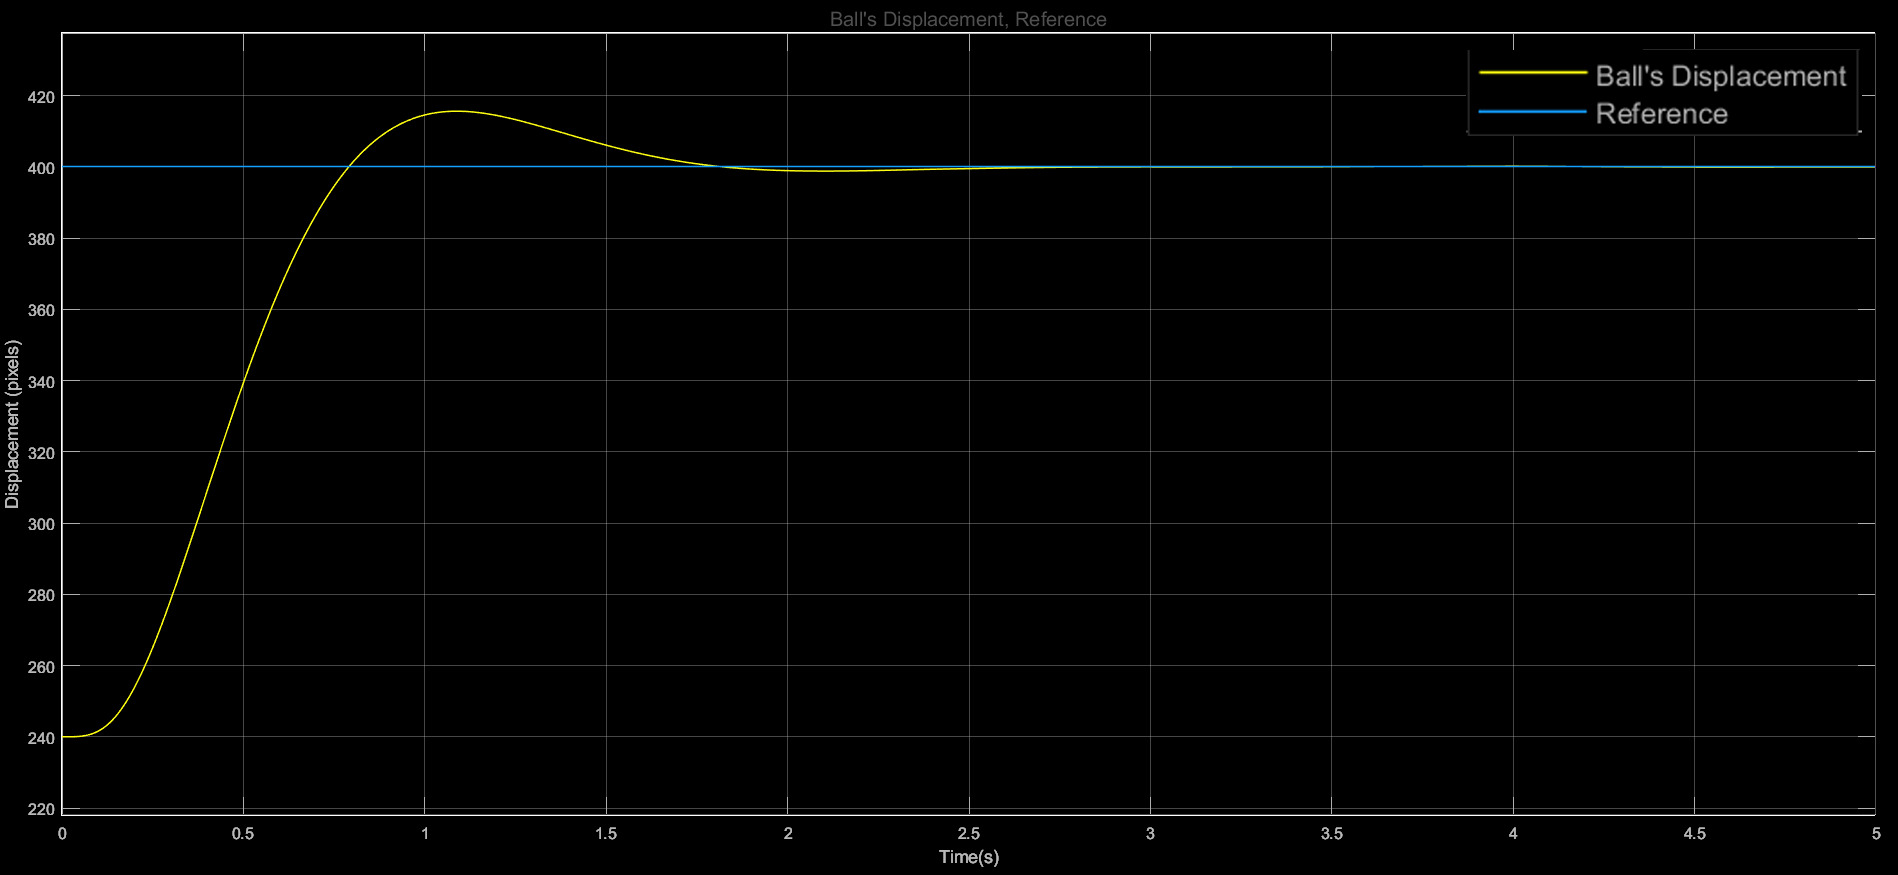 Ball's Displacement, Reference
Ball's Displacement
Reference
420
400
380
360
340
320
300
280
260
240
220
Displacement (pixels)
0 0.5 1 1.5 2 2.5 3 3.5 4 4.5 5
Time(s)